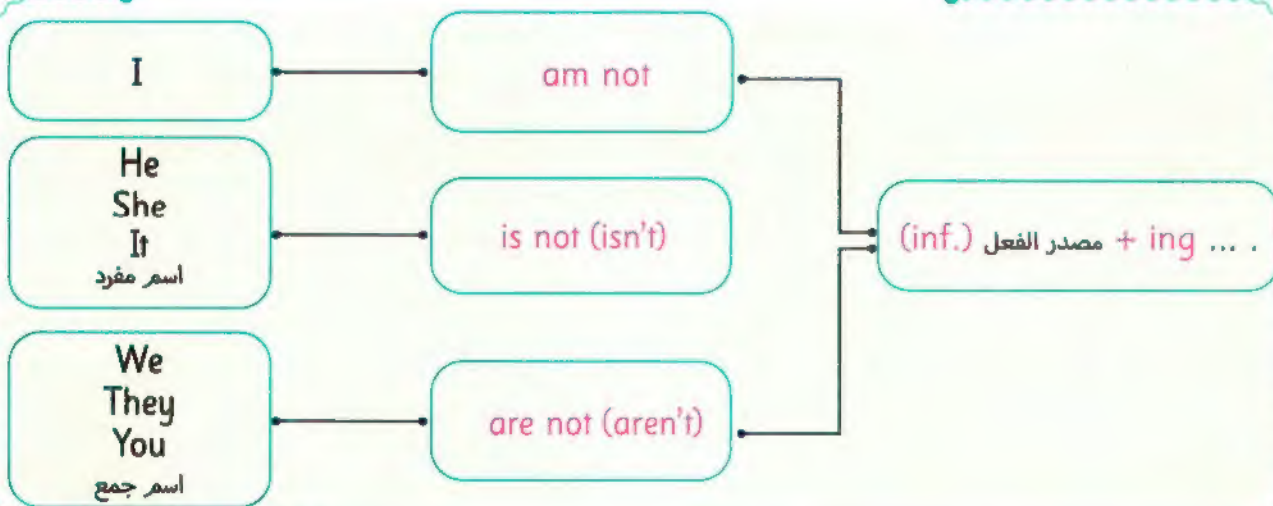 I
am not
He
She
It
اسم مفرد
is not (isn't)
(inf.) مصدر الفعل + ing ... .
We
They
You
اسم جمع
are not (aren't)